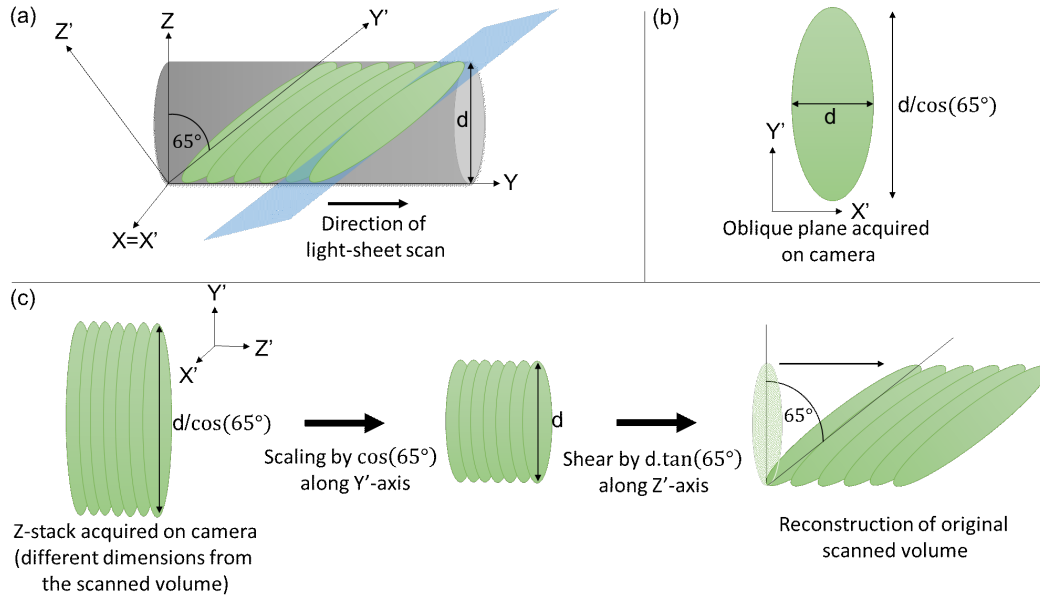 (a)
Z'
Z
Y'
65°
d
Y
X=X'
Direction of
light-sheet scan
(b)
d
d/cos(65°)
Y'
X'
Oblique plane acquired
on camera
(c)
Y'
Z'
X'
d/cos(65°)
Z-stack acquired on camera
(different dimensions from
the scanned volume)
Scaling by cos(65°)
along Y'-axis
d
Shear by d.tan(65°)
along Z'-axis
65°
Reconstruction of original
scanned volume